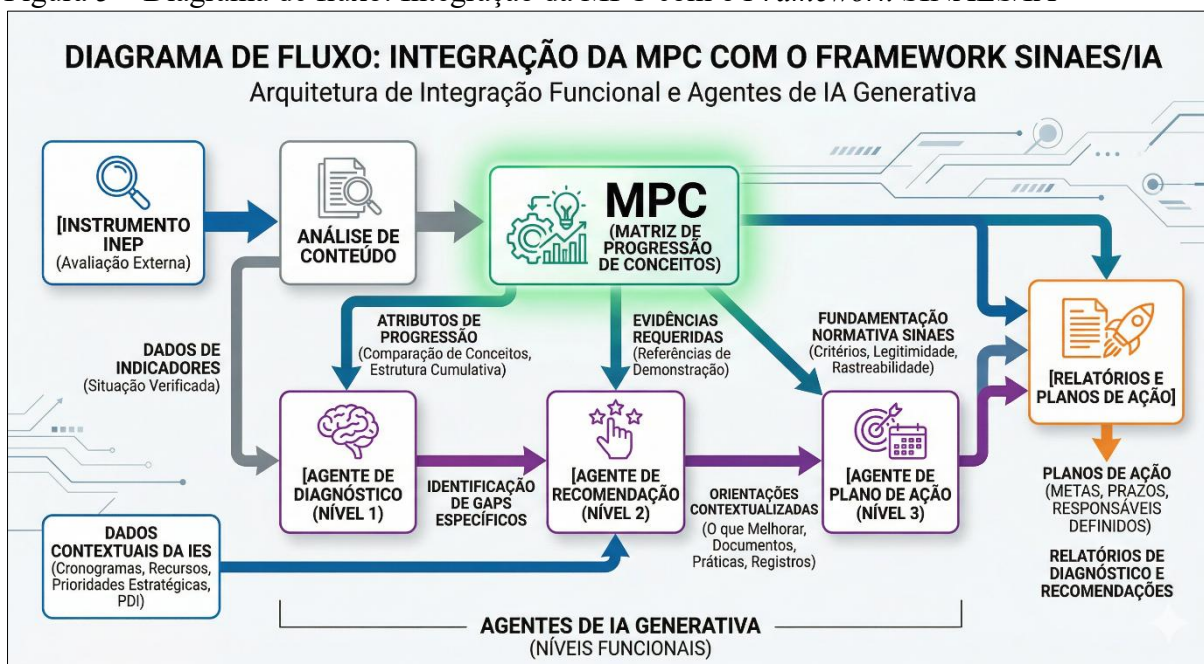 Figura 3 – Diagrama de fluxo: Integração da MPC com o Framework SINAES/IA
DIAGRAMA DE FLUXO: INTEGRAÇÃO DA MPC COM O FRAMEWORK SINAES/IA
Arquitetura de Integração Funcional e Agentes de IA Generativa
[INSTRUMENTO
INEP
(Avaliação Externa)
ANÁLISE DE
CONTEÚDO
MPC
(MATRIZ DE
PROGRESSÃO
DE CONCEITOS)
DADOS DE
INDICADORES
(Situação Verificada)
ATRIBUTOS DE
PROGRESSÃO
(Comparação de Conceitos,
Estrutura Cumulativa)
EVIDÊNCIAS
REQUERIDAS
(Referências de
Demonstração)
FUNDAMENTAÇÃO
NORMATIVA SINAES
(Critérios, Legitimidade,
Rastreabilidade)
[RELATÓRIOS E
PLANOS DE AÇÃO]
[AGENTE DE
DIAGNÓSTICO
(NÍVEL 1)
IDENTIFICAÇÃO
DE GAPS
ESPECÍFICOS
[AGENTE DE
RECOMENDAÇÃO
(NÍVEL 2)
ORIENTAÇÕES
CONTEXTUALIZADAS
(O que Melhorar,
Documentos,
Práticas, Registros)
[AGENTE DE
PLANO DE AÇÃO
(NÍVEL 3)
PLANOS DE AÇÃO
(METAS, PRAZOS,
RESPONSÁVEIS
DEFINIDOS)
RELATÓRIOS DE
DIAGNÓSTICO E
RECOMENDAÇÕES
DADOS
CONTEXTUAIS DA IES
(Cronogramas, Recursos,
Prioridades Estratégicas,
PDI)
AGENTES DE IA GENERATIVA
(NÍVEIS FUNCIONAIS)